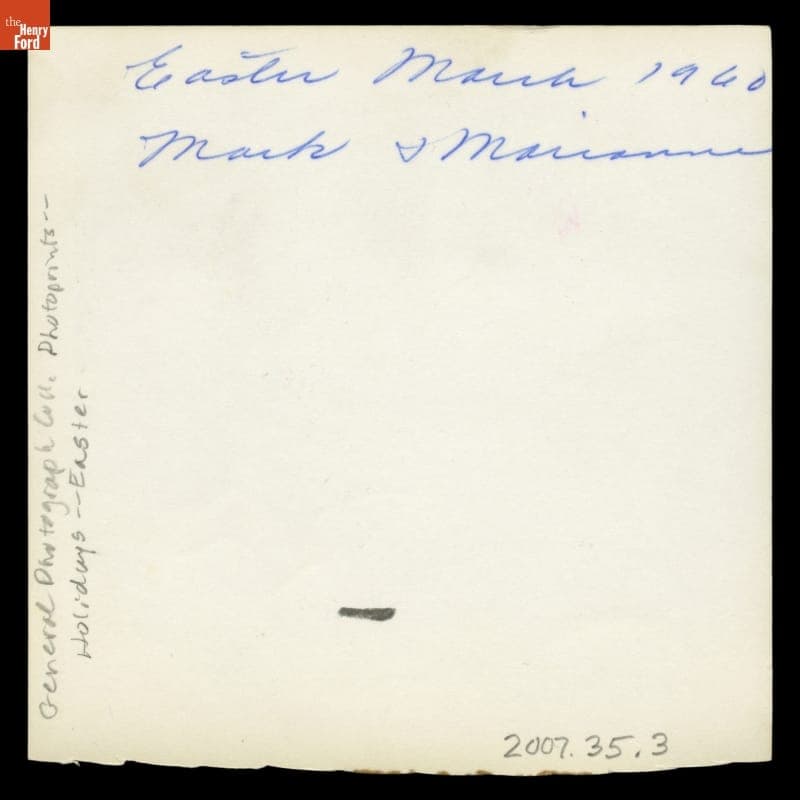 the
Henry
Ford
Easter March 1960
Mark & Marianne
General Photograph Coll. Photoprints--
Holidays--Easter
2007.35.3